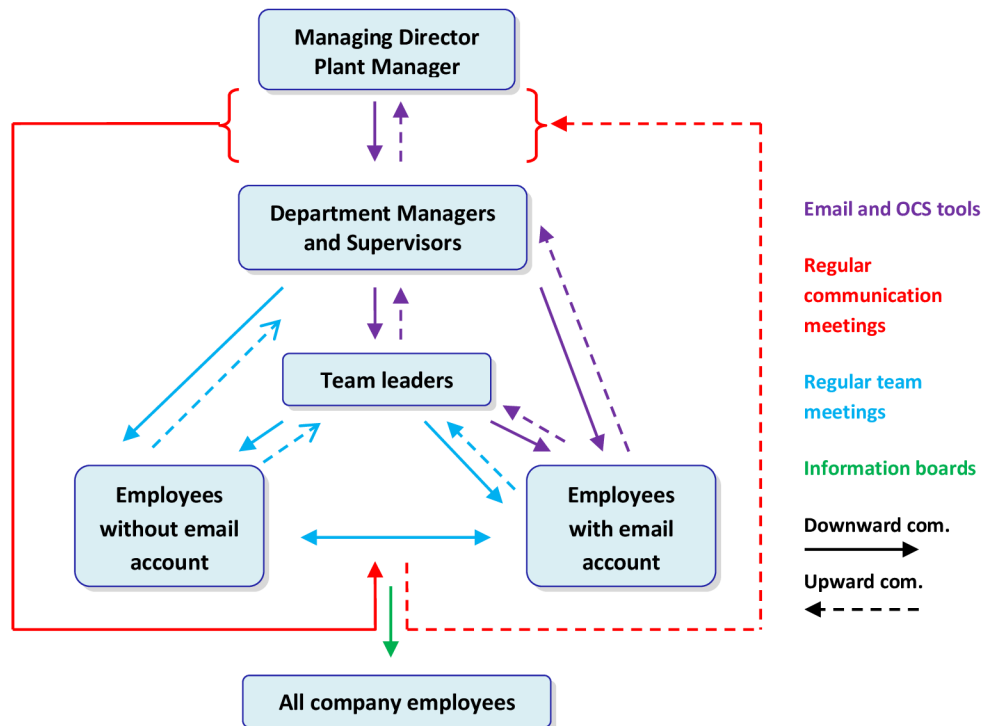 Managing Director
Plant Manager
Department Managers
and Supervisors
Team leaders
Employees
without email
account
Employees
with email
account
All company employees
Email and OCS tools
Regular
communication
meetings
Regular team
meetings
Information boards
Downward com.
Upward com.